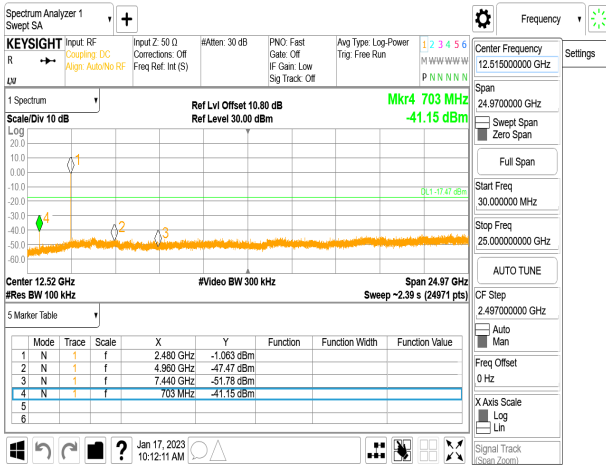 Spectrum Analyzer 1
Swept SA
Frequency
KEYSIGHT
R
Input: RF
Coupling: DC
Align: Auto/No RF
Input Z: 50 Ω
Corrections: Off
Freq Ref: Int (S)
#Atten: 30 dB
PNO: Fast
Gate: Off
IF Gain: Low
Sig Track: Off
Avg Type: Log-Power
Trig: Free Run
1 2 3 4 5 6
M W W W W W
P N N N N N
1 Spectrum
Scale/Div 10 dB
Ref Lvl Offset 10.80 dB
Ref Level 30.00 dBm
Mkr4 703 MHz
-41.15 dBm
Log
20.0
10.0
0.00
-10.0
-20.0
-30.0
-40.0
-50.0
-60.0
1
2
3
4
DL1 -17.47 dBm
Center 12.52 GHz
#Video BW 300 kHz
Span 24.97 GHz
#Res BW 100 kHz
Sweep ~2.39 s (24971 pts)
5 Marker Table
Mode Trace Scale X Y Function Function Width Function Value
1 N 1 f 2.480 GHz -1.063 dBm
2 N 1 f 4.960 GHz -47.47 dBm
3 N 1 f 7.440 GHz -51.78 dBm
4 N 1 f 703 MHz -41.15 dBm
5
6
?
Jan 17, 2023
10:12:11 AM
Settings
Center Frequency
12.515000000 GHz
Span
24.9700000 GHz
Swept Span
Zero Span
Full Span
Start Freq
30.000000 MHz
Stop Freq
25.000000000 GHz
AUTO TUNE
CF Step
2.497000000 GHz
Auto
Man
Freq Offset
0 Hz
X Axis Scale
Log
Lin
Signal Track
(Span Zoom)